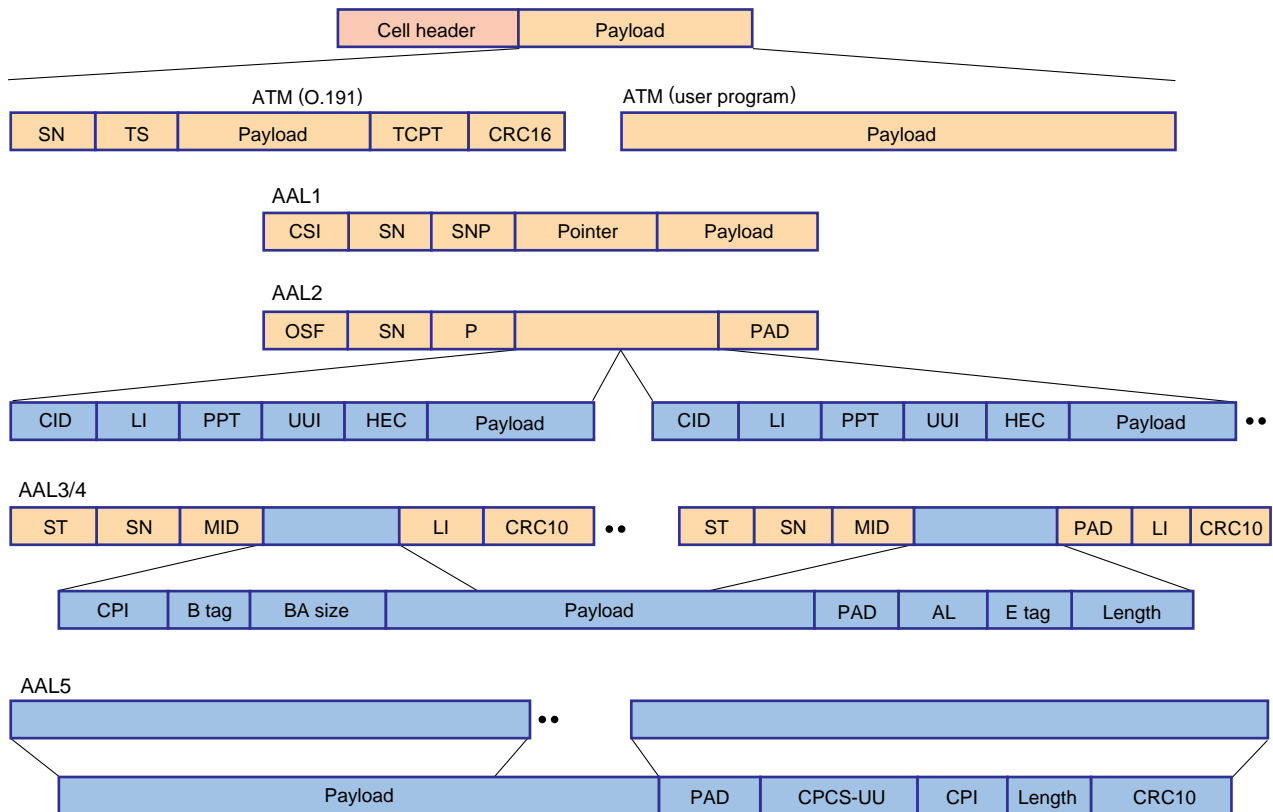 Cell header Payload
ATM (O.191) ATM (user program)
SN TS Payload TCPT CRC16 Payload
AAL1
CSI SN SNP Pointer Payload
AAL2
OSF SN P PAD
CID LI PPT UUI HEC Payload CID LI PPT UUI HEC Payload ••
AAL3/4
ST SN MID LI CRC10 •• ST SN MID PAD LI CRC10
CPI B tag BA size Payload PAD AL E tag Length
AAL5
••
Payload PAD CPCS-UU CPI Length CRC10